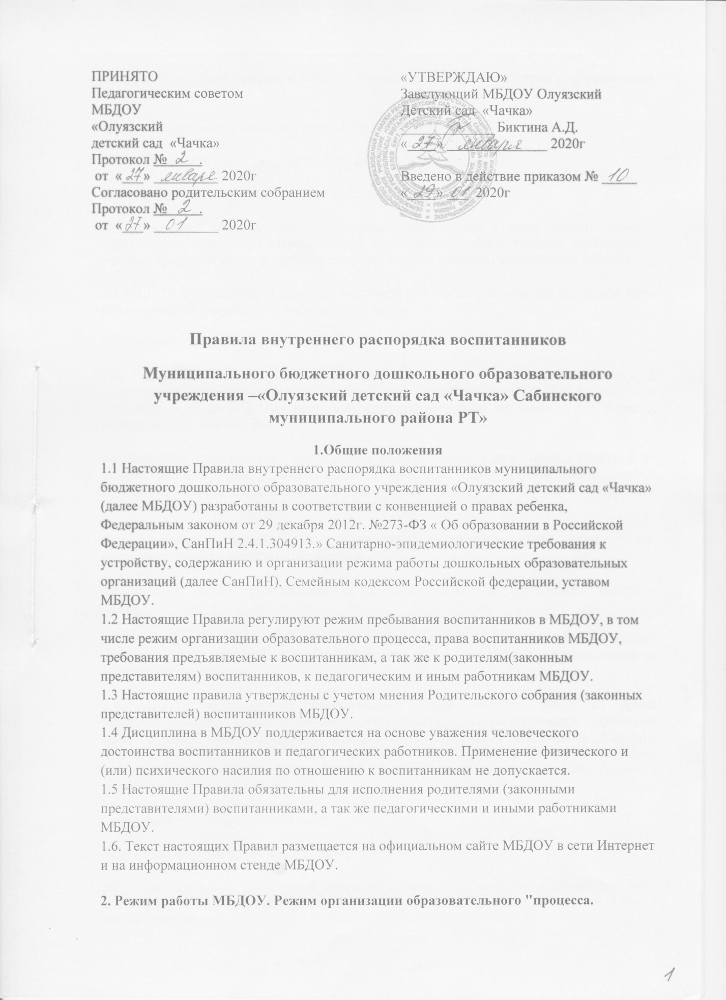 ПРИНЯТО
Педагогическим советом
МБДОУ
«Олуязский
детский сад «Чачка»
Протокол № 2 .
от «27» января 2020г
Согласовано родительским собранием
Протокол № 2 .
от «27» 01 2020г
«УТВЕРЖДАЮ»
Заведующий МБДОУ Олуязский
Детский сад «Чачка»
Биктина А.Д.
«27» января 2020г
Введено в действие приказом № 10
«29» 01 2020г
Правила внутреннего распорядка воспитанников
Муниципального бюджетного дошкольного образовательного
учреждения –«Олуязский детский сад «Чачка» Сабинского
муниципального района РТ»
1.Общие положения
1.1 Настоящие Правила внутреннего распорядка воспитанников муниципального
бюджетного дошкольного образовательного учреждения «Олуязский детский сад «Чачка»
(далее МБДОУ) разработаны в соответствии с конвенцией о правах ребенка,
Федеральным законом от 29 декабря 2012г. №273-ФЗ « Об образовании в Российской
Федерации», СанПиН 2.4.1.304913.» Санитарно-эпидемиологические требования к
устройству, содержанию и организации режима работы дошкольных образовательных
организаций (далее СанПиН), Семейным кодексом Российской федерации, уставом
МБДОУ.
1.2 Настоящие Правила регулируют режим пребывания воспитанников в МБДОУ, в том
числе режим организации образовательного процесса, права воспитанников МБДОУ,
требования предъявляемые к воспитанникам, а так же к родителям(законным
представителям) воспитанников, к педагогическим и иным работникам МБДОУ.
1.3 Настоящие правила утверждены с учетом мнения Родительского собрания (законных
представителей) воспитанников МБДОУ.
1.4 Дисциплина в МБДОУ поддерживается на основе уважения человеческого
достоинства воспитанников и педагогических работников. Применение физического и
(или) психического насилия по отношению к воспитанникам не допускается.
1.5 Настоящие Правила обязательны для исполнения родителями (законными
представителями) воспитанниками, а так же педагогическими и иными работниками
МБДОУ.
1.6. Текст настоящих Правил размещается на официальном сайте МБДОУ в сети Интернет
и на информационном стенде МБДОУ.
2. Режим работы МБДОУ. Режим организации образовательного "процесса.
1